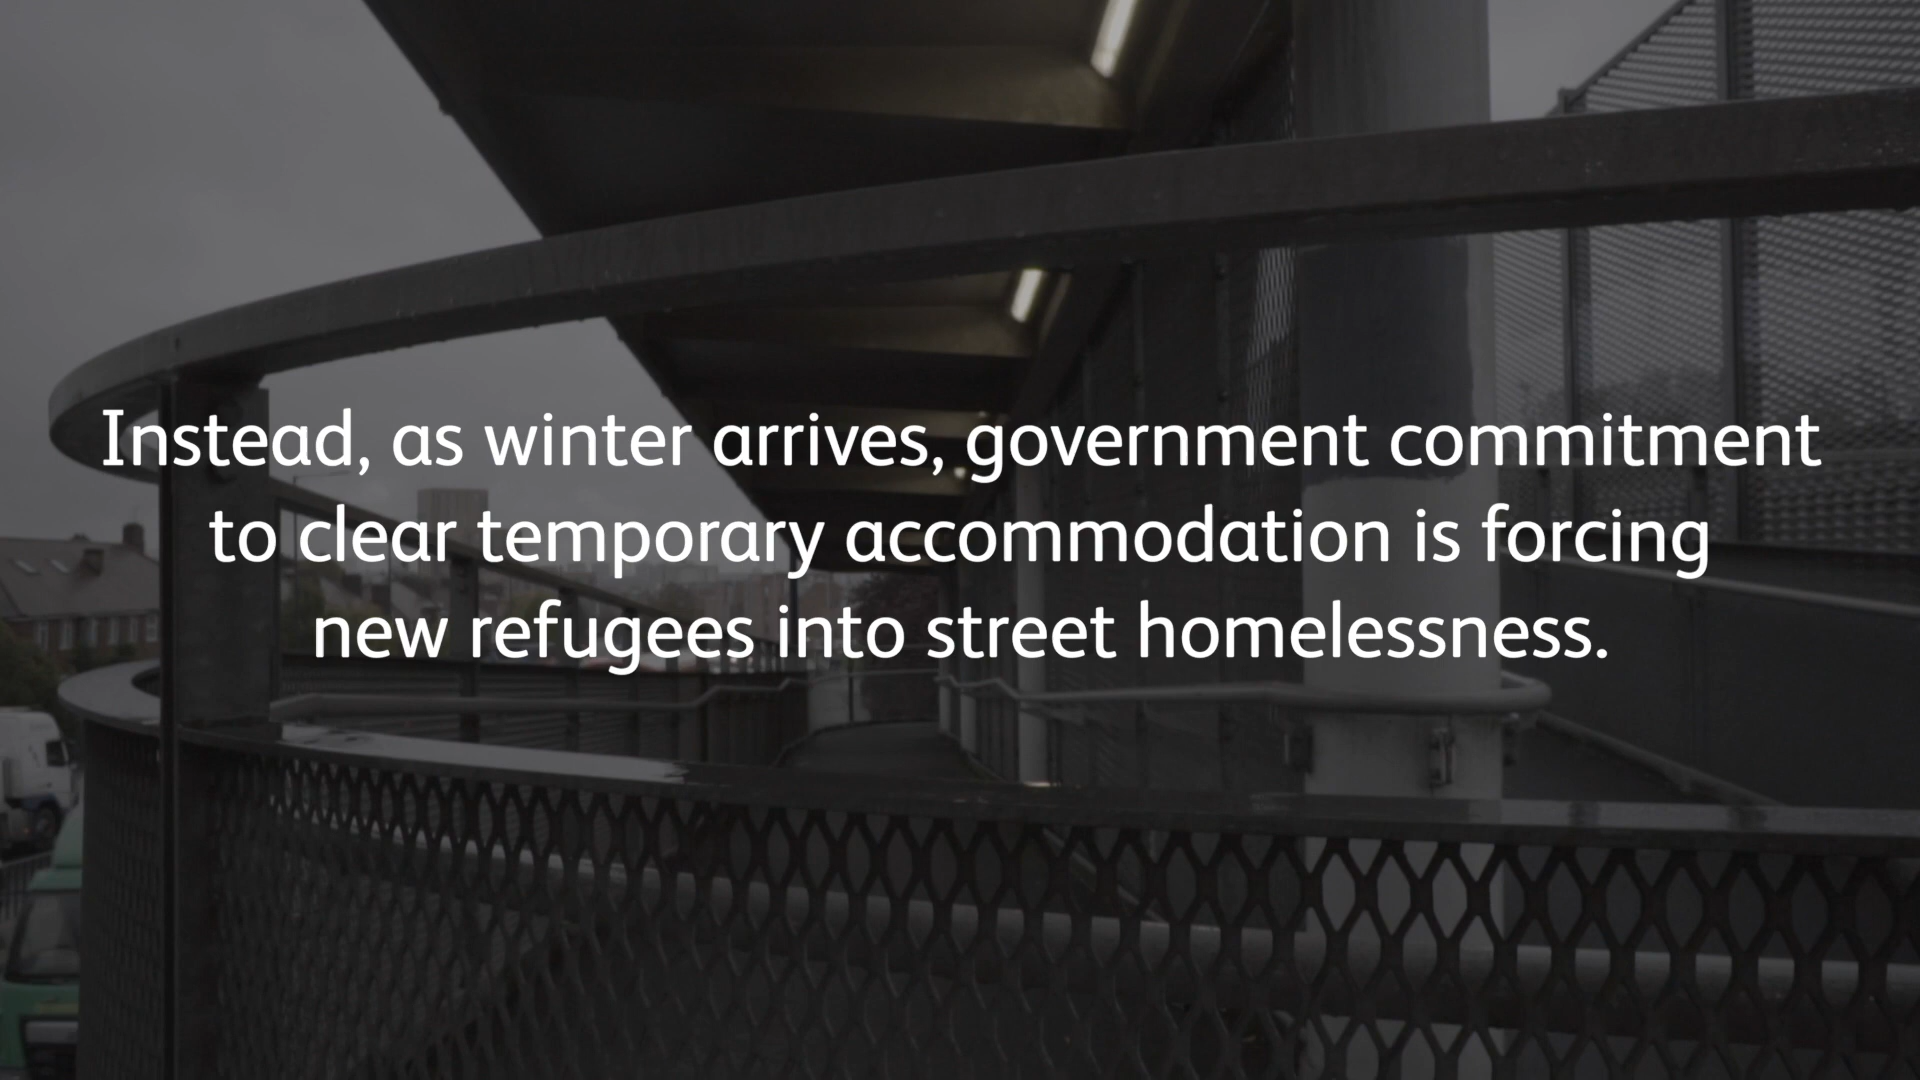 Instead, as winter arrives, government commitment
to clear temporary accommodation is forcing
new refugees into street homelessness.